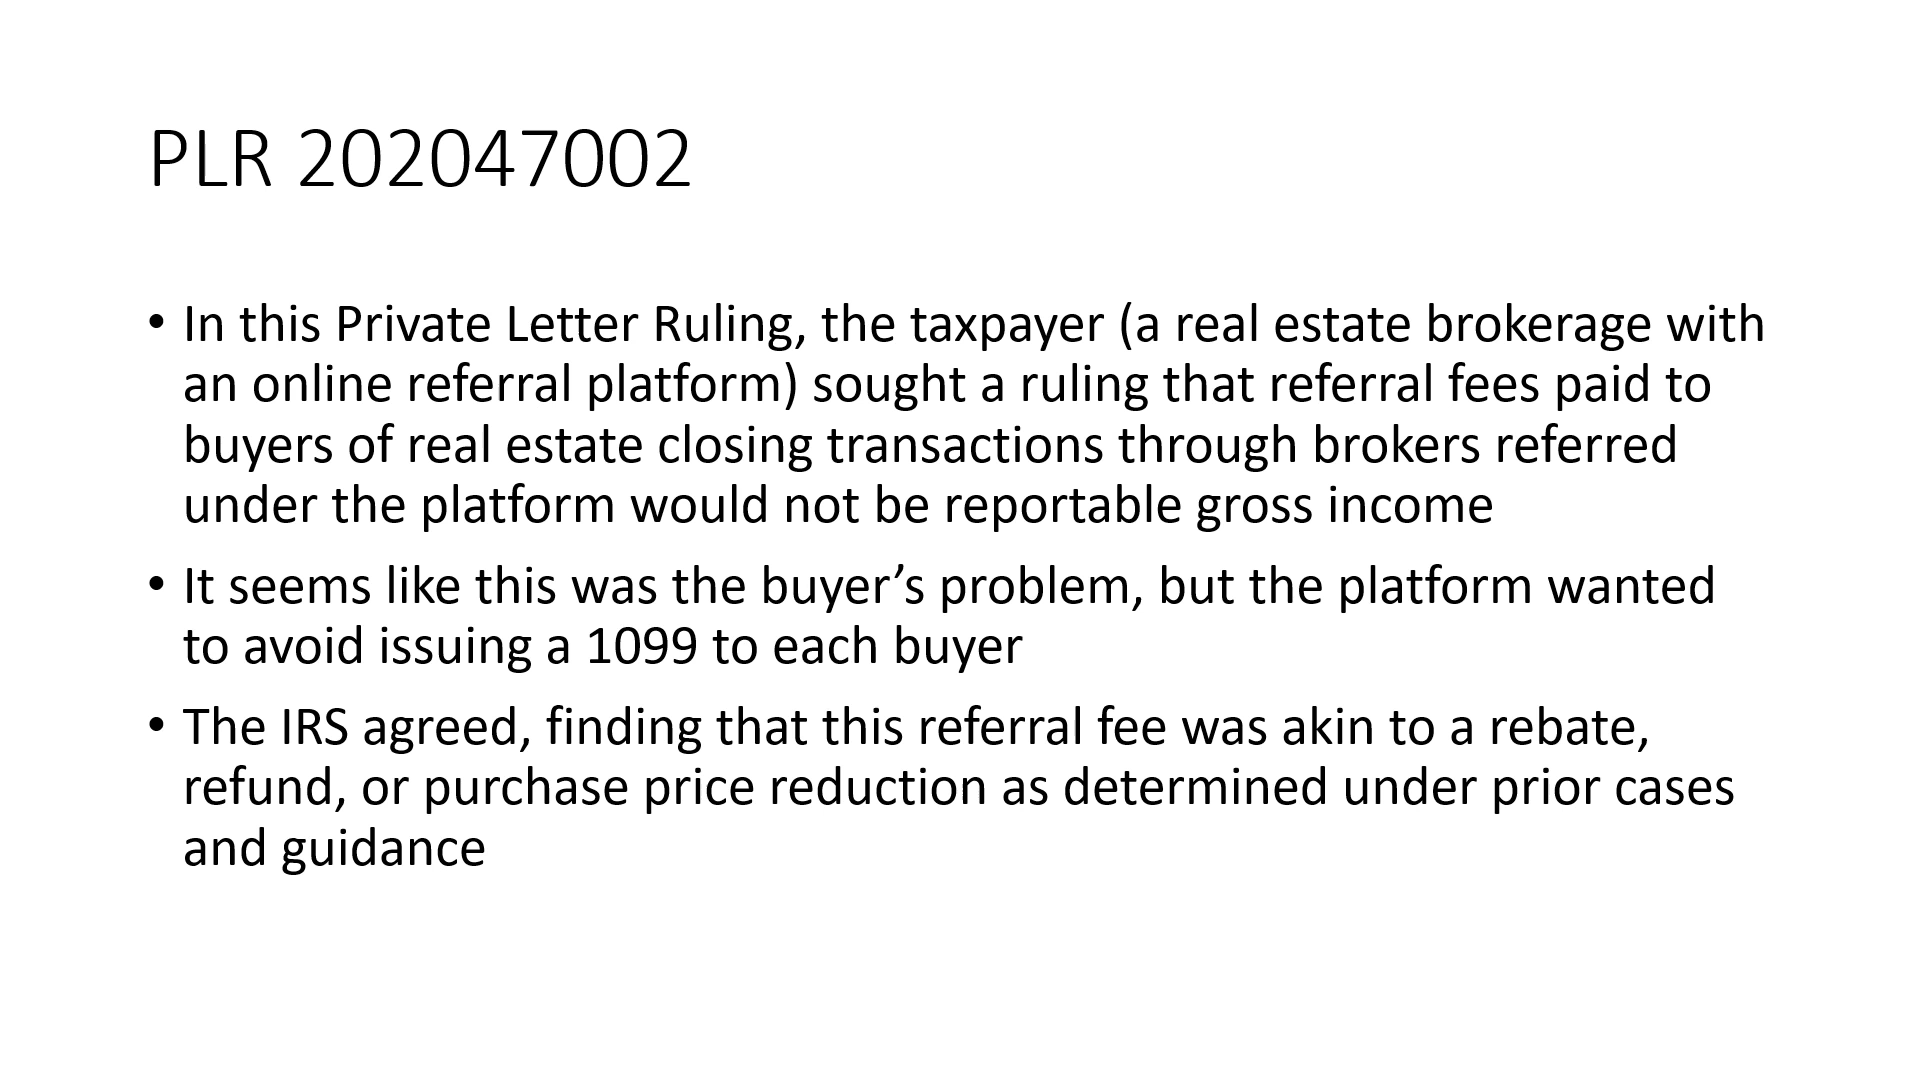 PLR 202047002
• In this Private Letter Ruling, the taxpayer (a real estate brokerage with
an online referral platform) sought a ruling that referral fees paid to
buyers of real estate closing transactions through brokers referred
under the platform would not be reportable gross income
• It seems like this was the buyer’s problem, but the platform wanted
to avoid issuing a 1099 to each buyer
• The IRS agreed, finding that this referral fee was akin to a rebate,
refund, or purchase price reduction as determined under prior cases
and guidance